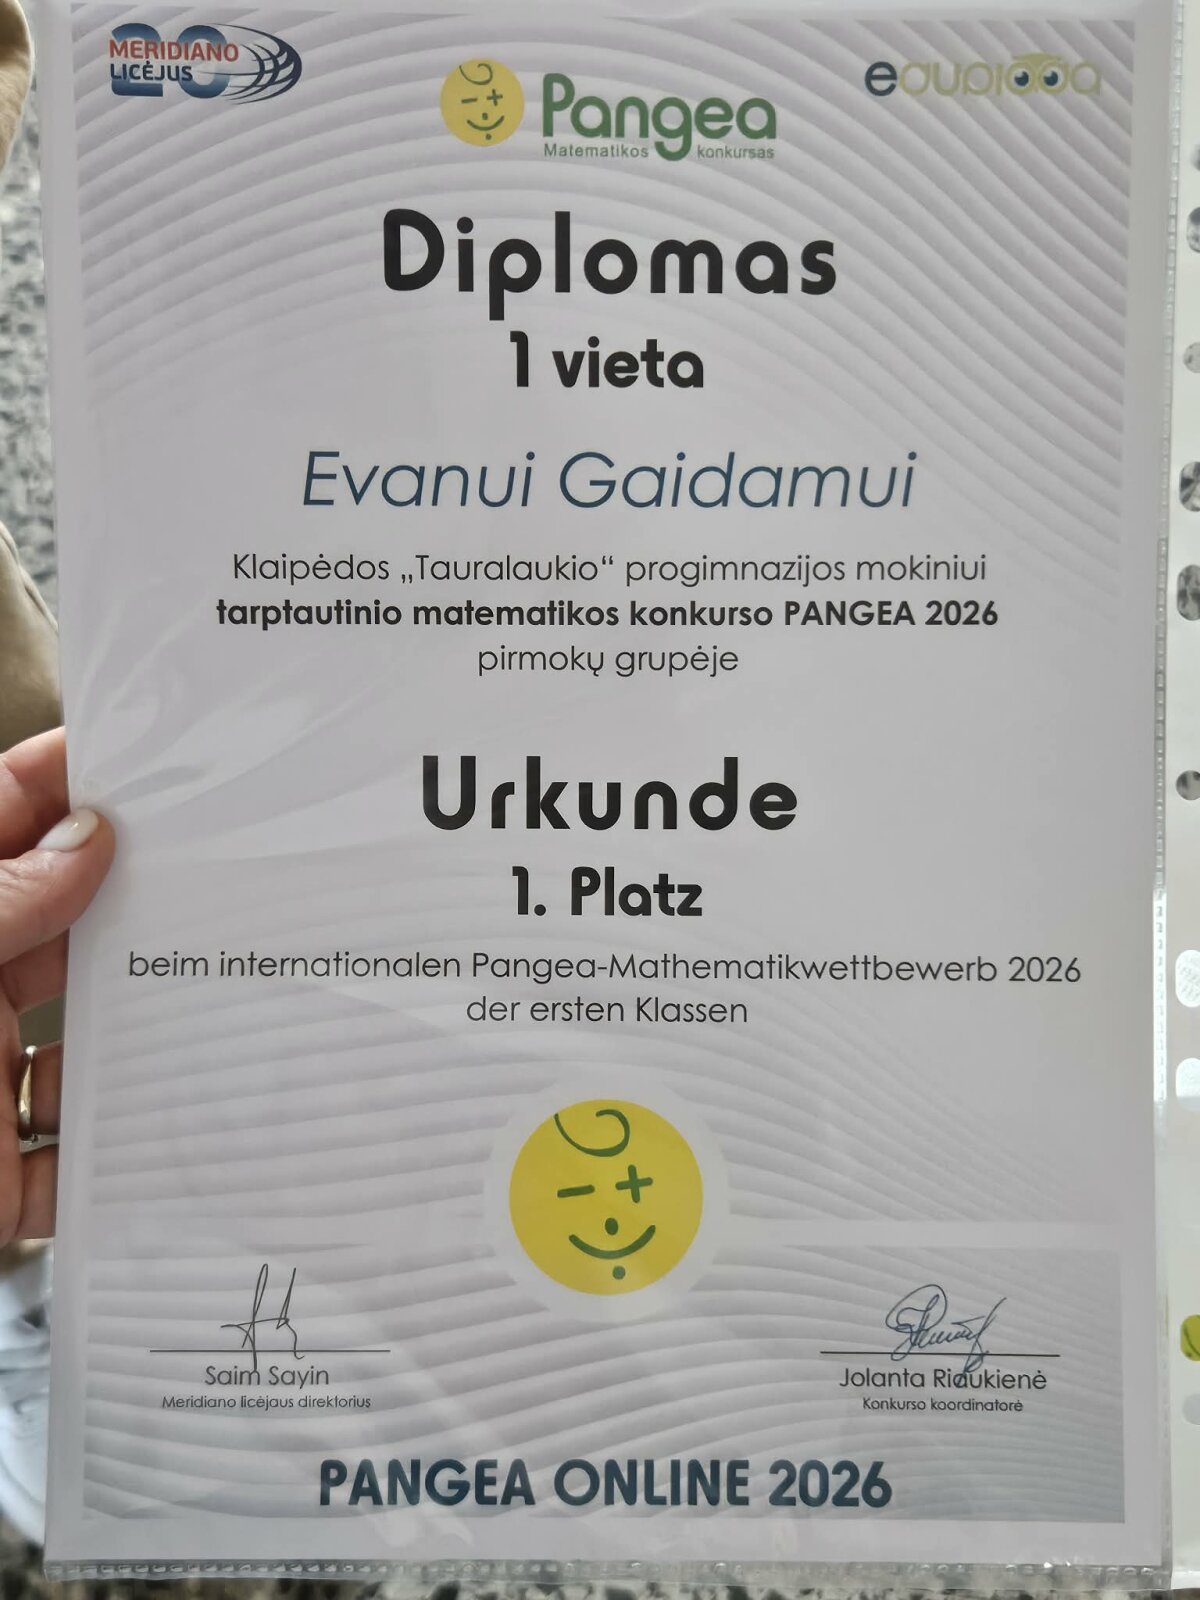 MERIDIANO
LICĖJUS
20
Pangea
Matematikos konkursas
Diplomas
1 vieta
Evanui Gaidamui
Klaipėdos „Tauralaukio“ progimnazijos mokiniui
tarptautinio matematikos konkurso PANGEA 2026
pirmokų grupėje
Urkunde
1. Platz
beim internationalen Pangea-Mathematikwettbewerb 2026
der ersten Klassen
Saim Sayin
Meridiano licėjaus direktorius
Jolanta Riaukienė
Konkurso koordinatorė
PANGEA ONLINE 2026